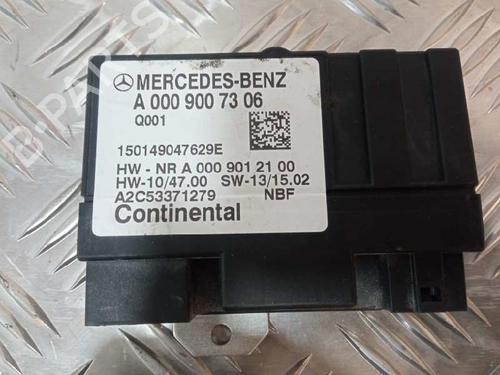 MERCEDES-BENZ
A 000 900 73 06
Q001
150149047629E
HW - NR A 000 901 21 00
HW-10/47.00 SW-13/15.02
A2C53371279 NBF
Continental